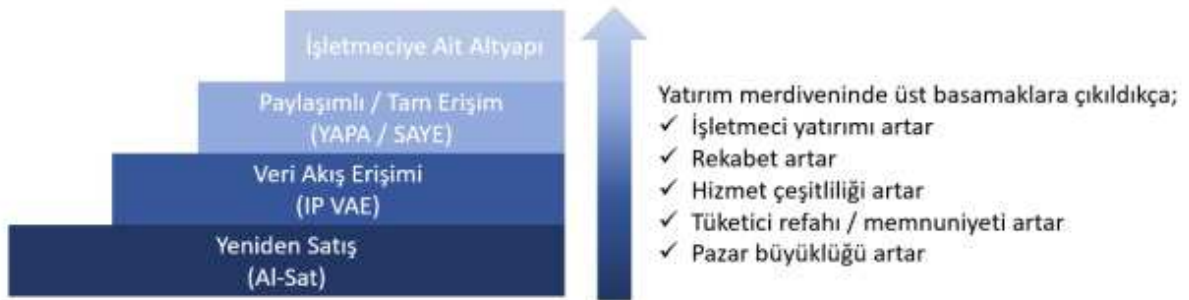 İşletmeciye Ait Altyapı
Paylaşımlı / Tam Erişim
(YAPA / SAYE)
Veri Akış Erişimi
(IP VAE)
Yeniden Satış
(Al-Sat)
Yatırım merdiveninde üst basamaklara çıkıldıkça;
✓ İşletmeci yatırımı artar
✓ Rekabet artar
✓ Hizmet çeşitliliği artar
✓ Tüketici refahı / memnuniyeti artar
✓ Pazar büyüklüğü artar